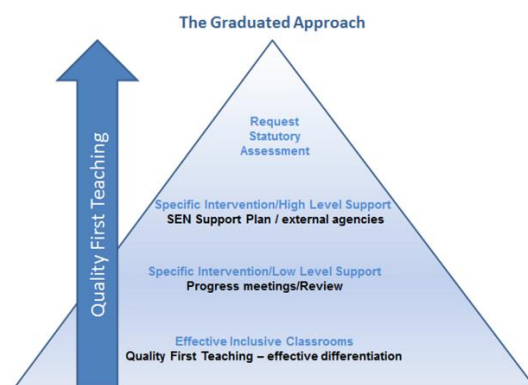 The Graduated Approach
Quality First Teaching
Request
Statutory
Assessment
Specific Intervention/High Level Support
SEN Support Plan / external agencies
Specific Intervention/Low Level Support
Progress meetings/Review
Effective Inclusive Classrooms
Quality First Teaching – effective differentiation